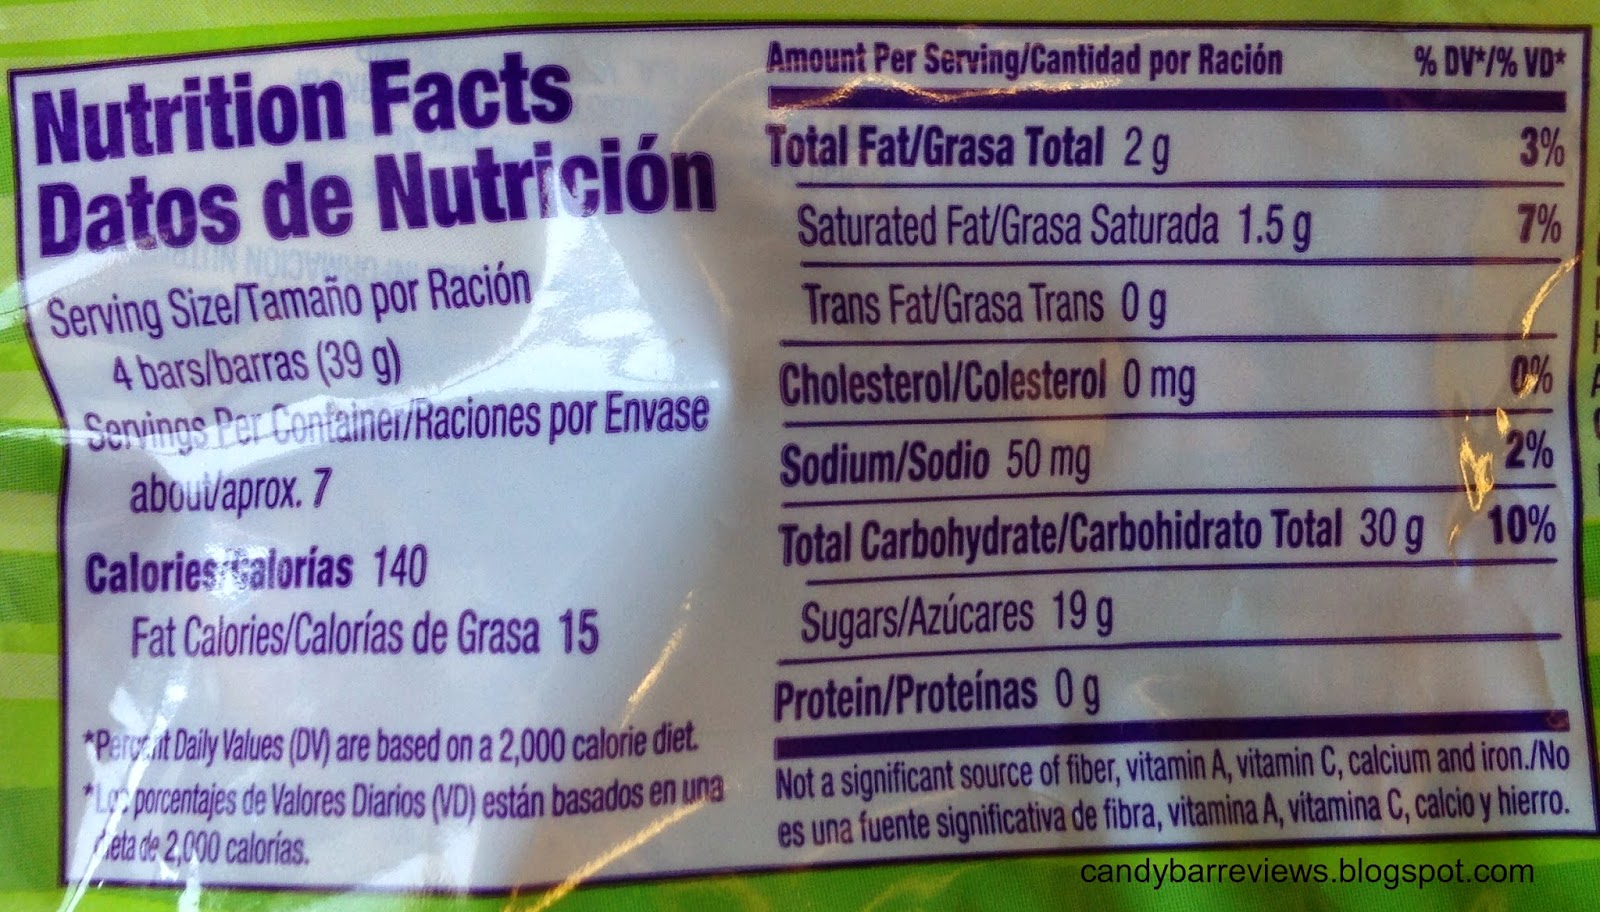 Nutrition Facts
Datos de Nutrición
Serving Size/Tamaño por Ración
4 bars/barras (39 g)
Servings Per Container/Raciones por Envase
about/aprox. 7
Calories/Calorías 140
Fat Calories/Calorías de Grasa 15
*Percent Daily Values (DV) are based on a 2,000 calorie diet.
*Los porcentajes de Valores Diarios (VD) están basados en una
dieta de 2,000 calorías.
Amount Per Serving/Cantidad por Ración % DV*/% VD*
Total Fat/Grasa Total 2 g 3%
Saturated Fat/Grasa Saturada 1.5 g 7%
Trans Fat/Grasa Trans 0 g
Cholesterol/Colesterol 0 mg 0%
Sodium/Sodio 50 mg 2%
Total Carbohydrate/Carbohidrato Total 30 g 10%
Sugars/Azúcares 19 g
Protein/Proteínas 0 g
Not a significant source of fiber, vitamin A, vitamin C, calcium and iron./No
es una fuente significativa de fibra, vitamina A, vitamina C, calcio y hierro.
candybarreviews.blogspot.com